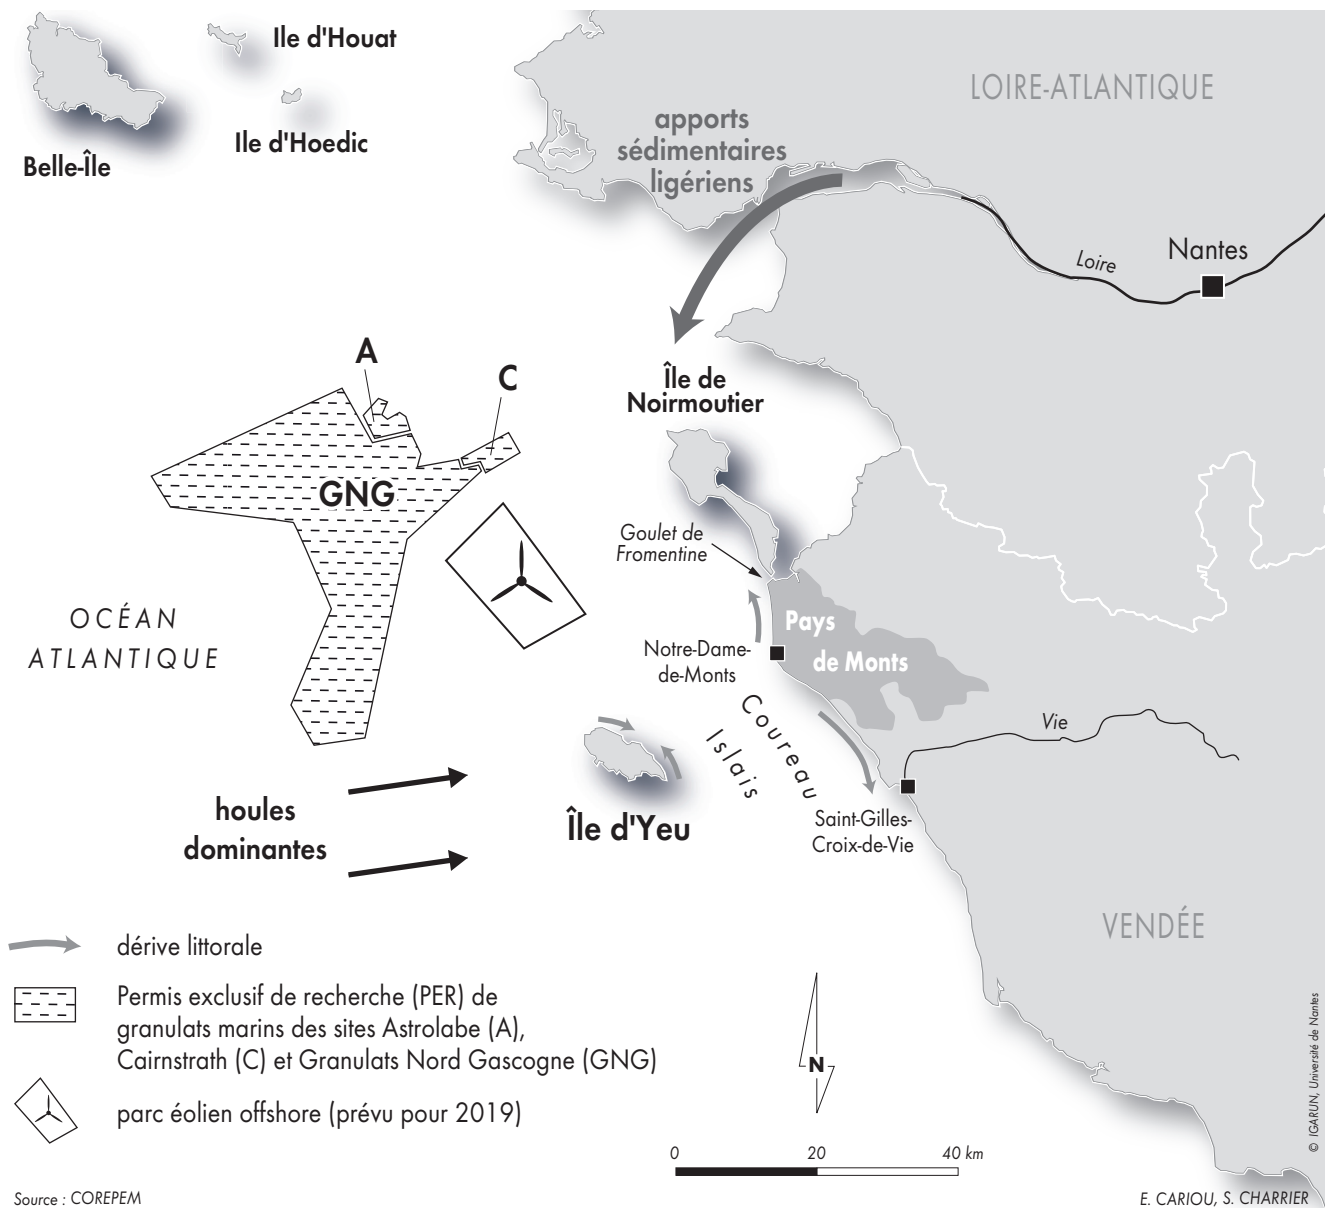 Ile d'Houat
Ile d'Hoedic
Belle-Île
LOIRE-ATLANTIQUE
apports
sédimentaires
ligériens
Loire
Nantes
A
C
GNG
Île de
Noirmoutier
Goulet de
Fromentine
OCÉAN
ATLANTIQUE
Pays
de Monts
Notre-Dame-
de-Monts
Coureau
Islais
Vie
houles
dominantes
Île d'Yeu
Saint-Gilles-
Croix-de-Vie
VENDÉE
dérive littorale
Permis exclusif de recherche (PER) de
granulats marins des sites Astrolabe (A),
Cairnstrath (C) et Granulats Nord Gascogne (GNG)
parc éolien offshore (prévu pour 2019)
N
0 20 40 km
© IGARUN, Université de Nantes
Source : COREPEM
E. CARIOU, S. CHARRIER